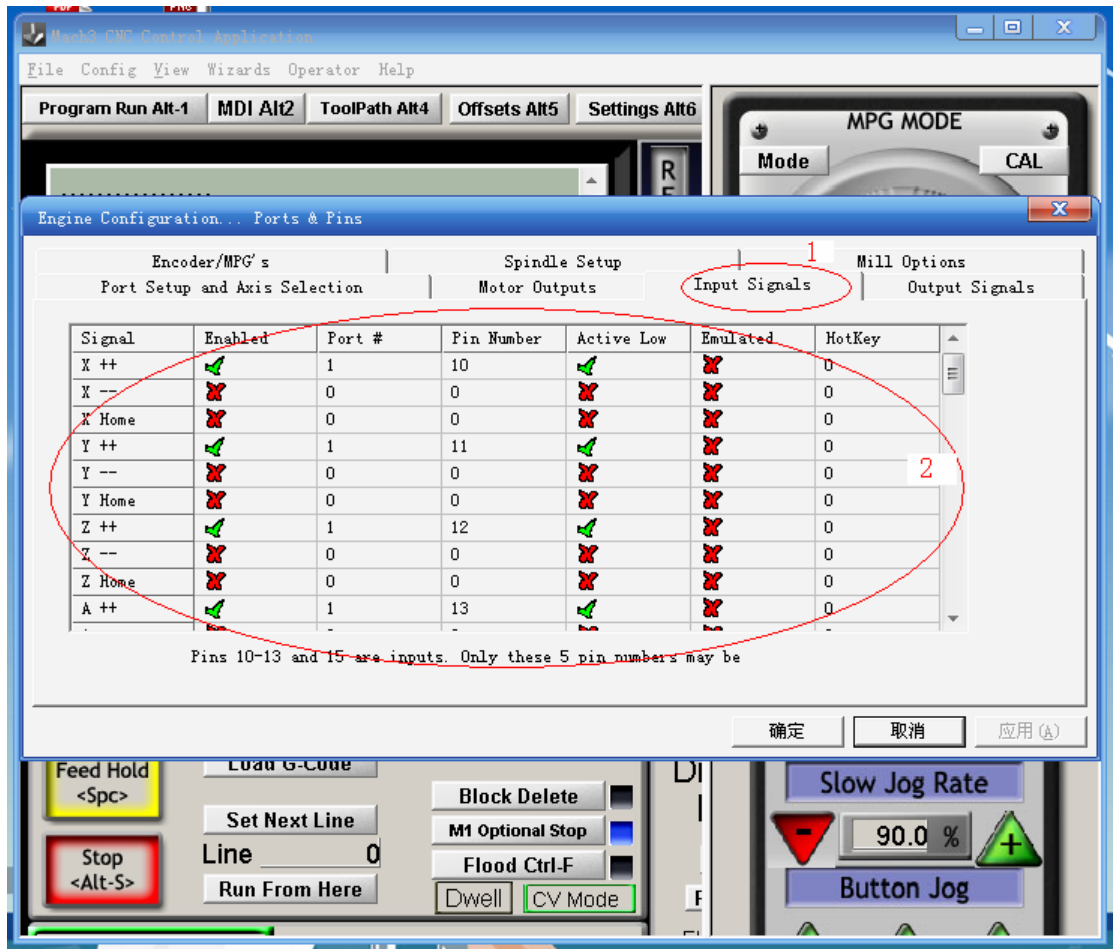 Mach3 CNC Control Application
File Config View Wizards Operator Help
Program Run Alt-1 MDI Alt2 ToolPath Alt4 Offsets Alt5 Settings Alt6
MPG MODE
Mode CAL
R
Engine Configuration... Ports & Pins
Encoder/MPG's Spindle Setup 1 Mill Options
Port Setup and Axis Selection Motor Outputs Input Signals Output Signals
Signal Enabled Port # Pin Number Active Low Emulated HotKey
X ++ 1 10 0
X -- 0 0 0
X Home 0 0 0
Y ++ 1 11 0
Y -- 0 0 0 2
Y Home 0 0 0
Z ++ 1 12 0
Z -- 0 0 0
Z Home 0 0 0
A ++ 1 13 0
Pins 10-13 and 15 are inputs. Only these 5 pin numbers may be
确定 取消 应用(A)
Feed Hold
<Spc>
Load G-Code
Set Next Line
Line 0
Run From Here
Stop
<Alt-S>
Block Delete
M1 Optional Stop
Flood Ctrl-F
Dwell CV Mode
Slow Jog Rate
90.0 %
Button Jog